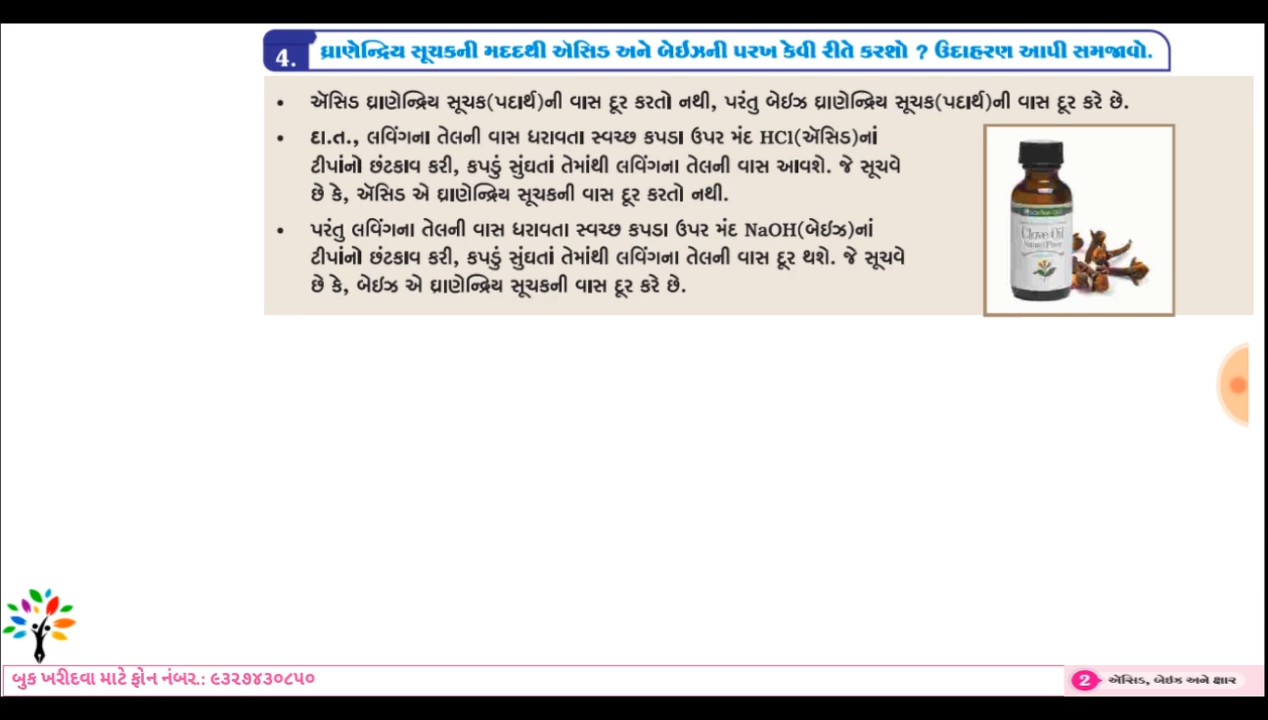 4. ઘ્રાણેન્દ્રિય સૂચકની મદદથી ઍસિડ અને બેઇઝની પરખ કેવી રીતે કરશો ? ઉદાહરણ આપી સમજાવો.
• ઍસિડ ઘ્રાણેન્દ્રિય સૂચક(પદાર્થ)ની વાસ દૂર કરતો નથી, પરંતુ બેઇઝ ઘ્રાણેન્દ્રિય સૂચક(પદાર્થ)ની વાસ દૂર કરે છે.
• દા.ત., લવિંગના તેલની વાસ ધરાવતા સ્વચ્છ કપડા ઉપર મંદ HCl(ઍસિડ)નાં
ટીપાંનો છંટકાવ કરી, કપડું સુંઘતાં તેમાંથી લવિંગના તેલની વાસ આવશે. જે સૂચવે
છે કે, ઍસિડ એ ઘ્રાણેન્દ્રિય સૂચકની વાસ દૂર કરતો નથી.
• પરંતુ લવિંગના તેલની વાસ ધરાવતા સ્વચ્છ કપડા ઉપર મંદ NaOH(બેઇઝ)નાં
ટીપાંનો છંટકાવ કરી, કપડું સુંઘતાં તેમાંથી લવિંગના તેલની વાસ દૂર થશે. જે સૂચવે
છે કે, બેઇઝ એ ઘ્રાણેન્દ્રિય સૂચકની વાસ દૂર કરે છે.
Clove Oil
Natural Flavor
બુક ખરીદવા માટે ફોન નંબર.: ૯૩૨૭૪૩૦૮૫૦
2 ઍસિડ, બેઇઝ અને ક્ષાર